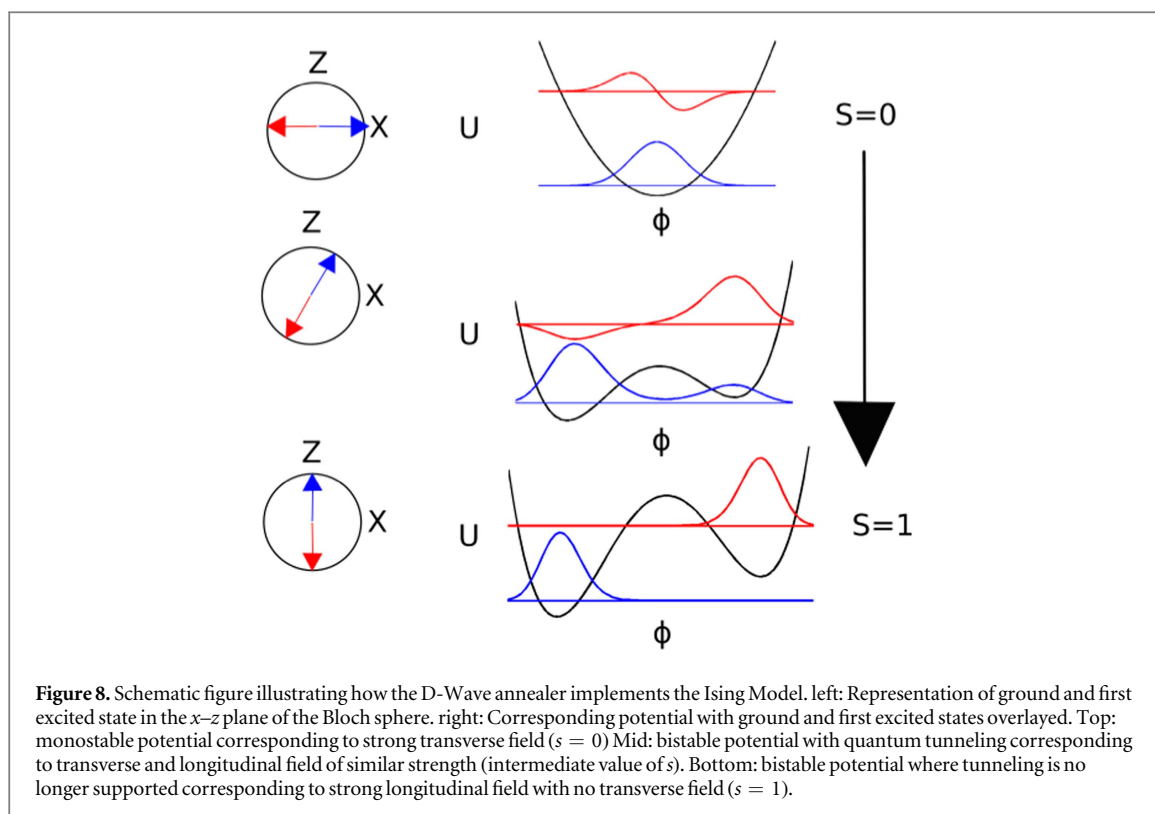 Z
X
U
ϕ
S=0
Z
X
U
ϕ
Z
X
U
ϕ
S=1
Figure 8. Schematic figure illustrating how the D-Wave annealer implements the Ising Model. left: Representation of ground and first
excited state in the x–z plane of the Bloch sphere. right: Corresponding potential with ground and first excited states overlayed. Top:
monostable potential corresponding to strong transverse field (s = 0) Mid: bistable potential with quantum tunneling corresponding
to transverse and longitudinal field of similar strength (intermediate value of s). Bottom: bistable potential where tunneling is no
longer supported corresponding to strong longitudinal field with no transverse field (s = 1).